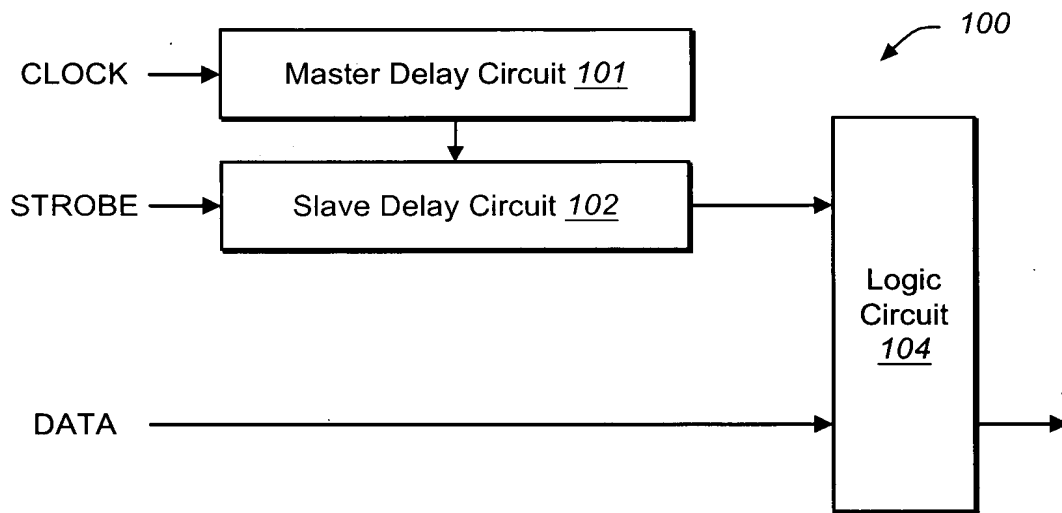 100
CLOCK
Master Delay Circuit 101
STROBE
Slave Delay Circuit 102
Logic
Circuit
104
DATA